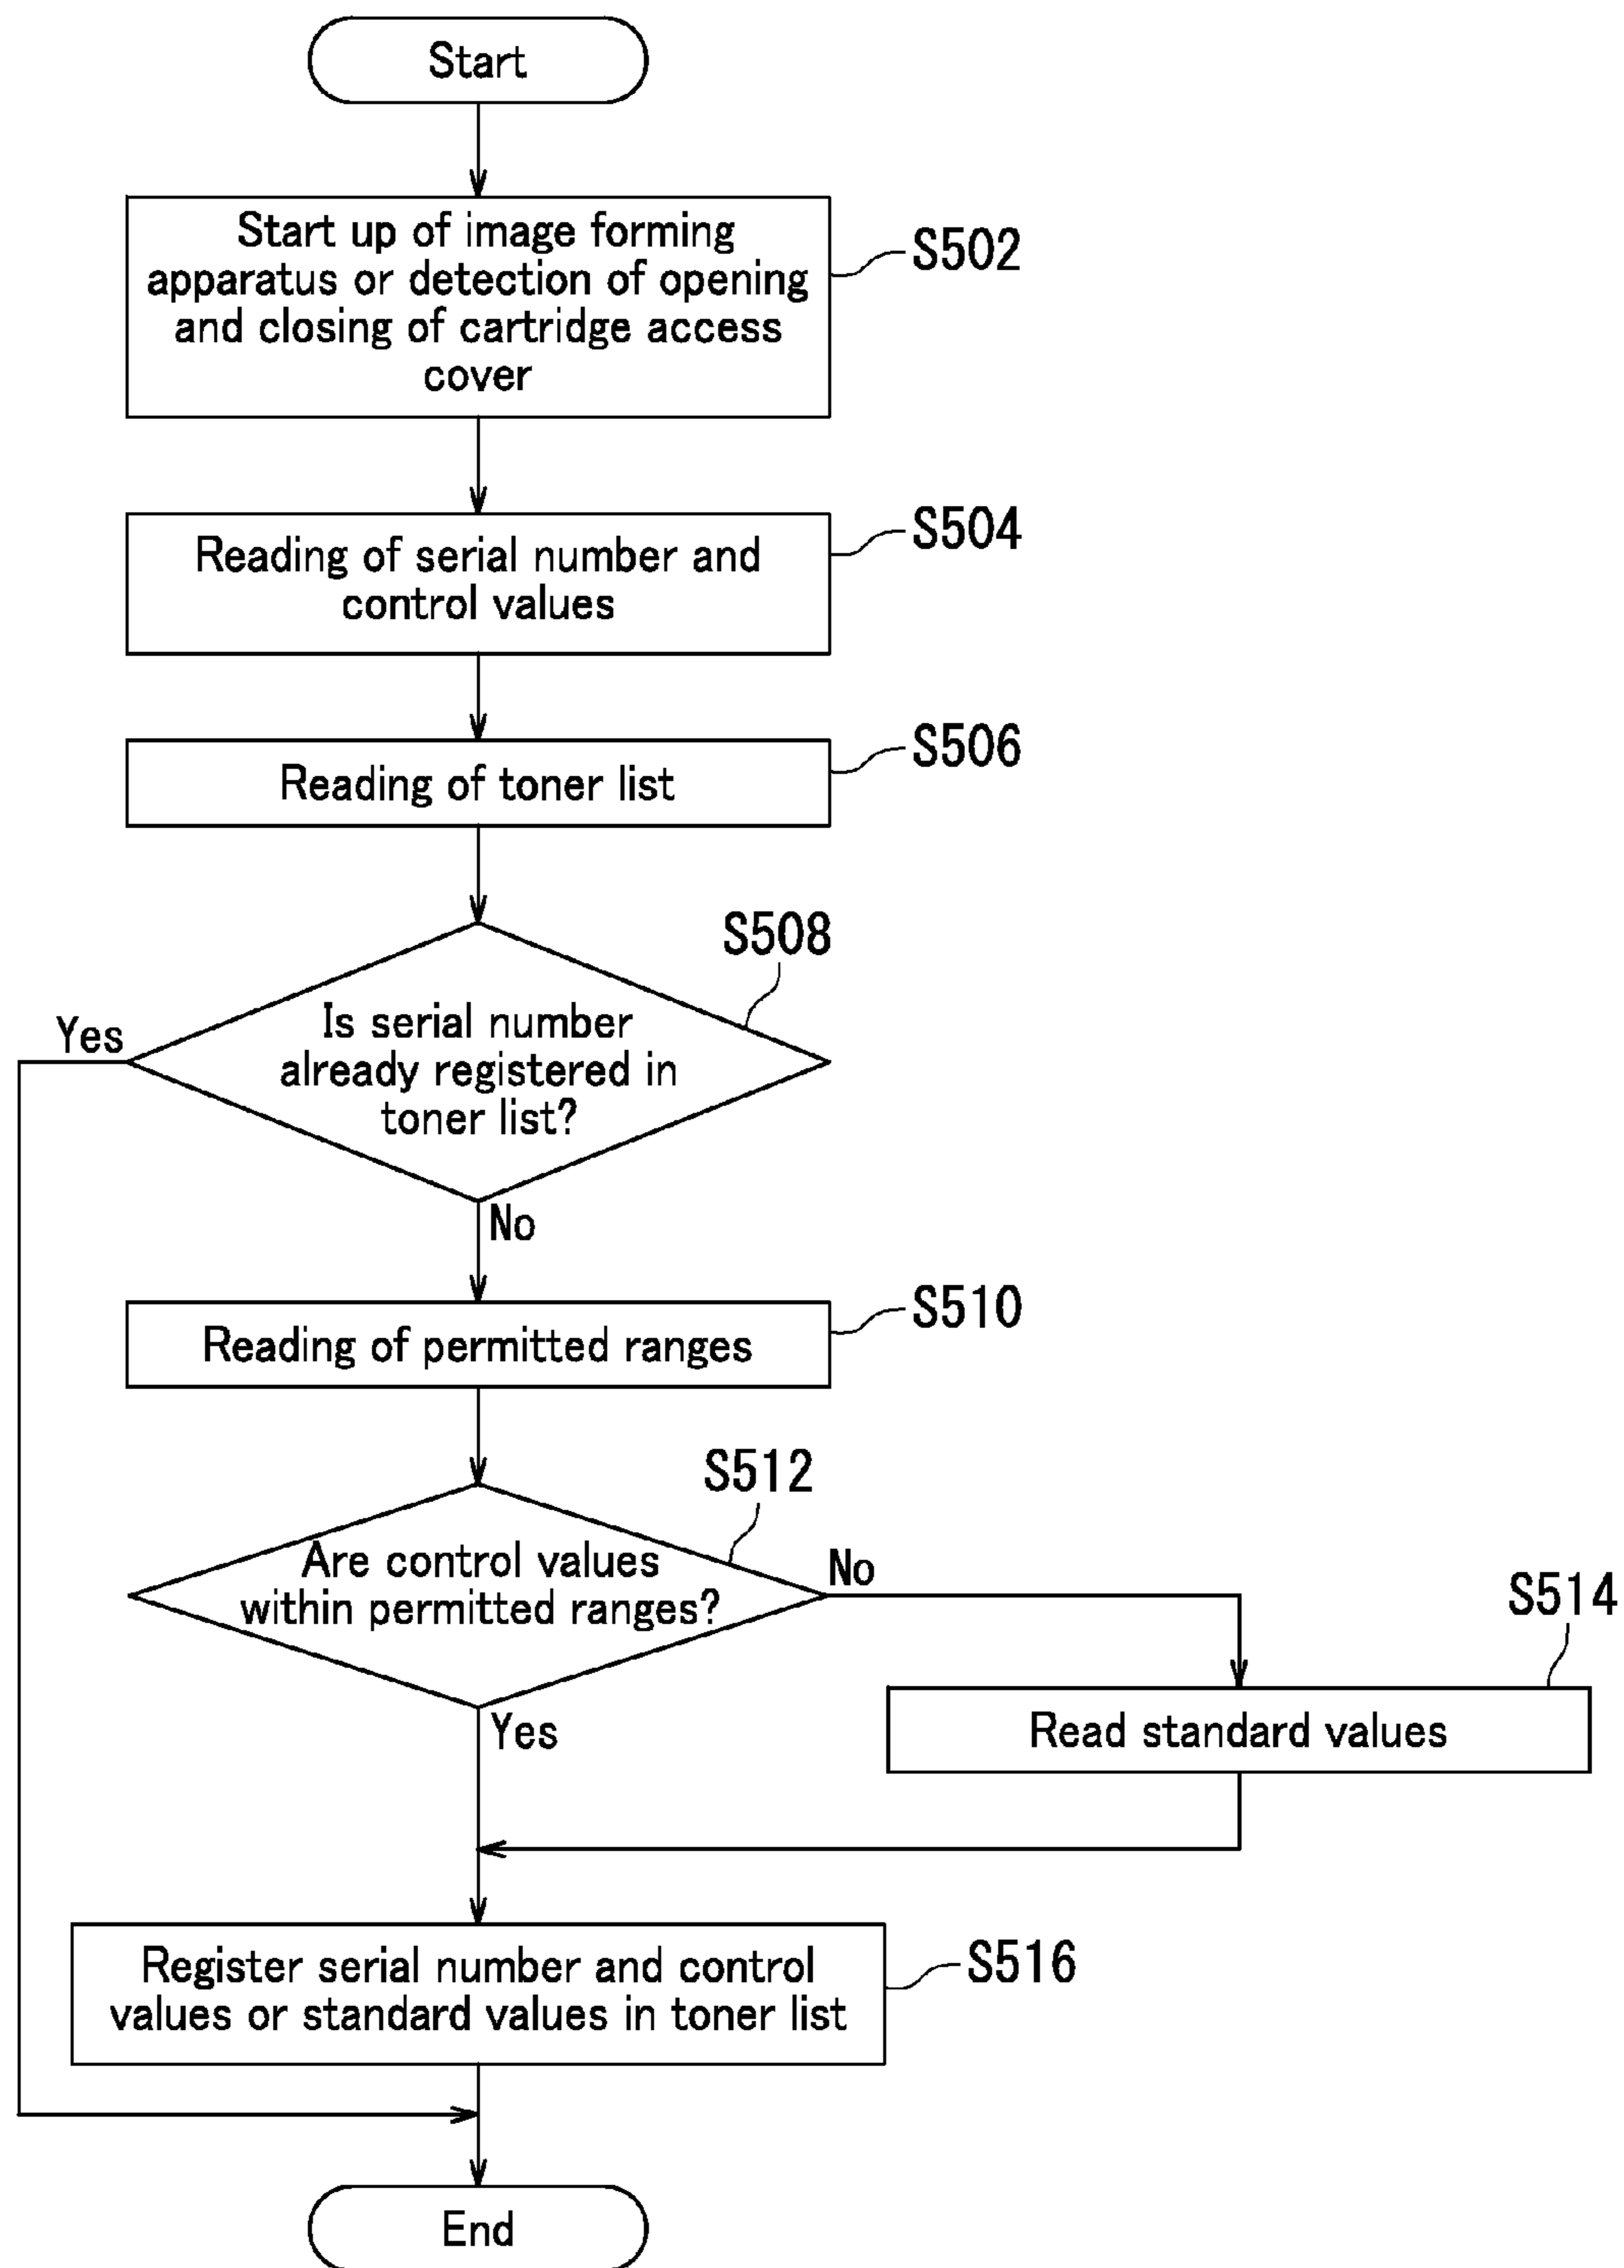 Start
Start up of image forming
apparatus or detection of opening
and closing of cartridge access
cover
S502
Reading of serial number and
control values
S504
Reading of toner list
S506
S508
Is serial number
already registered in
toner list?
Yes
No
Reading of permitted ranges
S510
S512
Are control values
within permitted ranges?
No
S514
Read standard values
Yes
Register serial number and control
values or standard values in toner list
S516
End